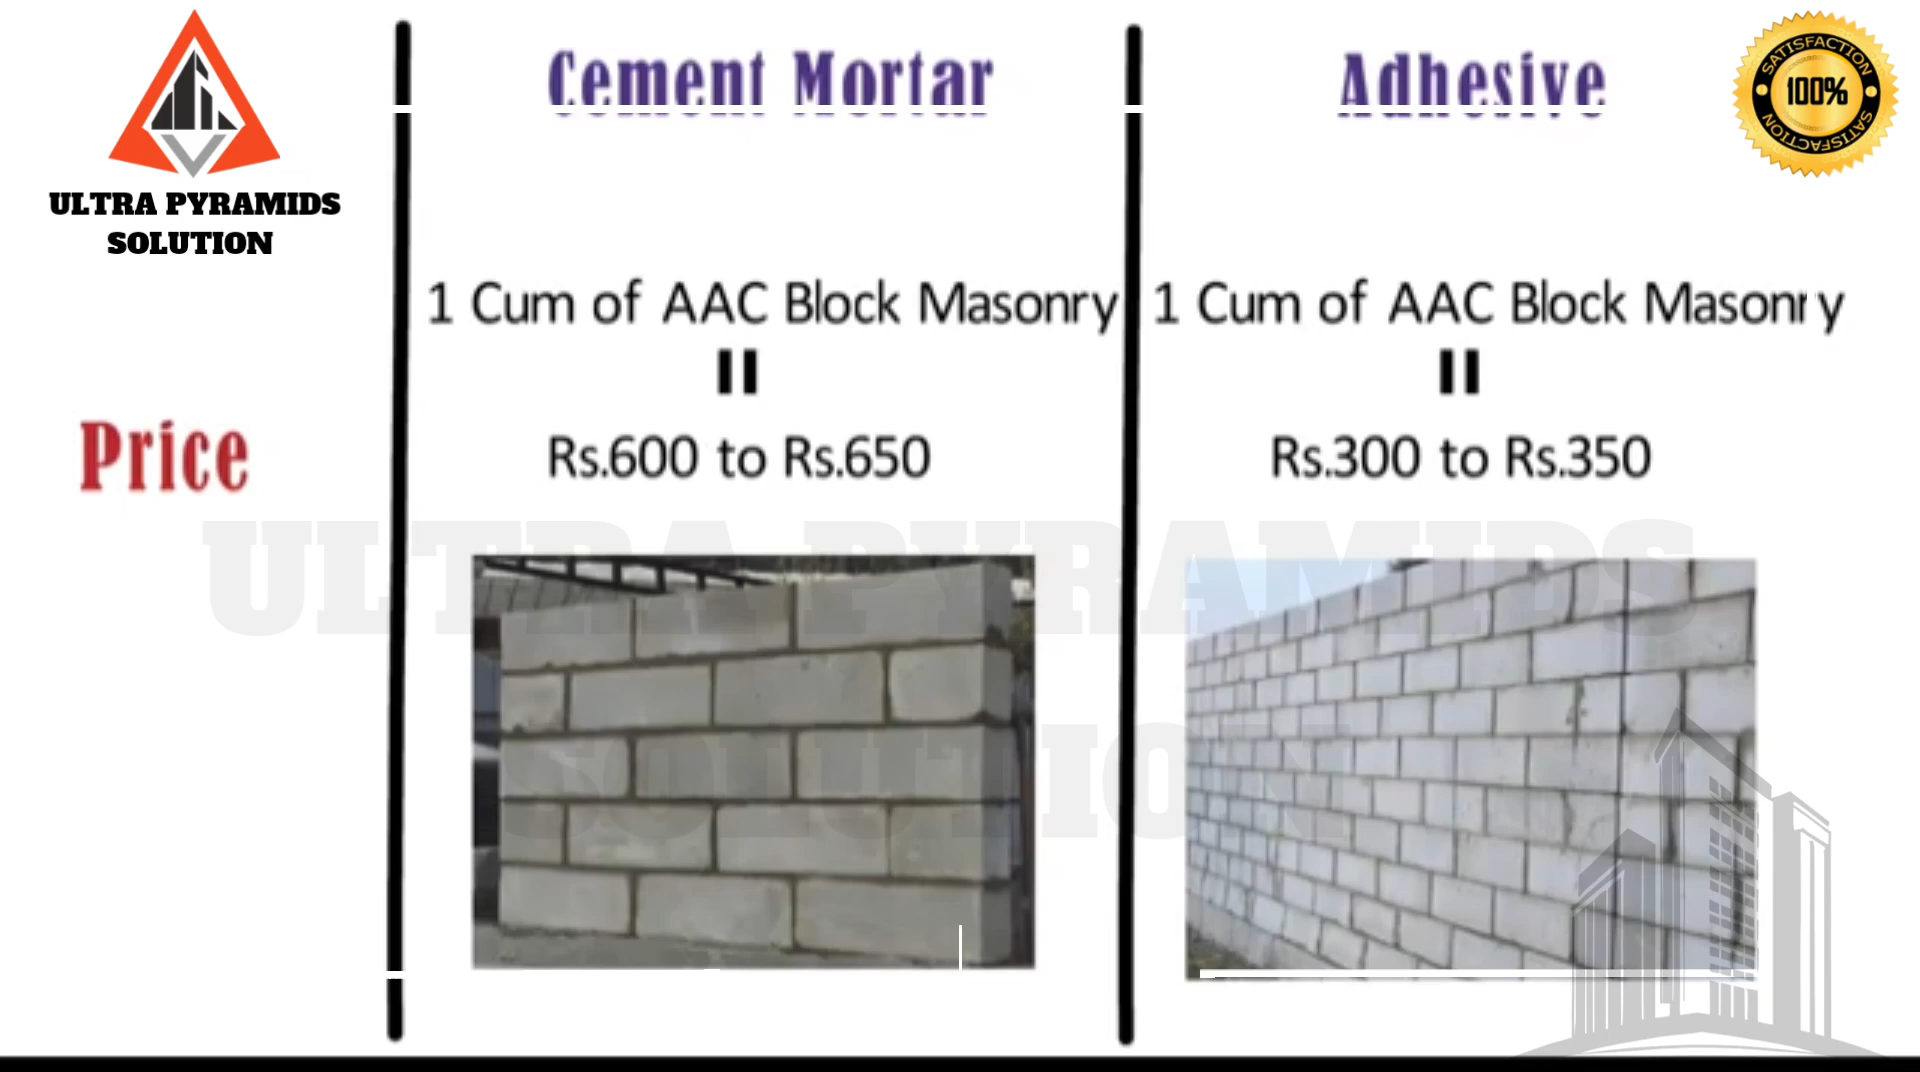 ULTRA PYRAMIDS
SOLUTION
Cement Mortar
Adhesive
SATISFACTION
100%
SATISFACTION
1 Cum of AAC Block Masonry
1 Cum of AAC Block Masonry
=
=
Price
Rs.600 to Rs.650
Rs.300 to Rs.350
ULTRA PYRAMIDS
SOLUTION